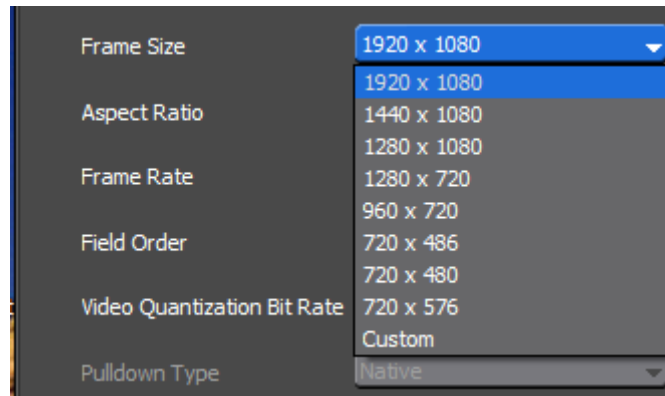 Frame Size 1920 x 1080
1920 x 1080
Aspect Ratio 1440 x 1080
1280 x 1080
Frame Rate 1280 x 720
960 x 720
Field Order 720 x 486
720 x 480
Video Quantization Bit Rate 720 x 576
Custom
Pulldown Type Native